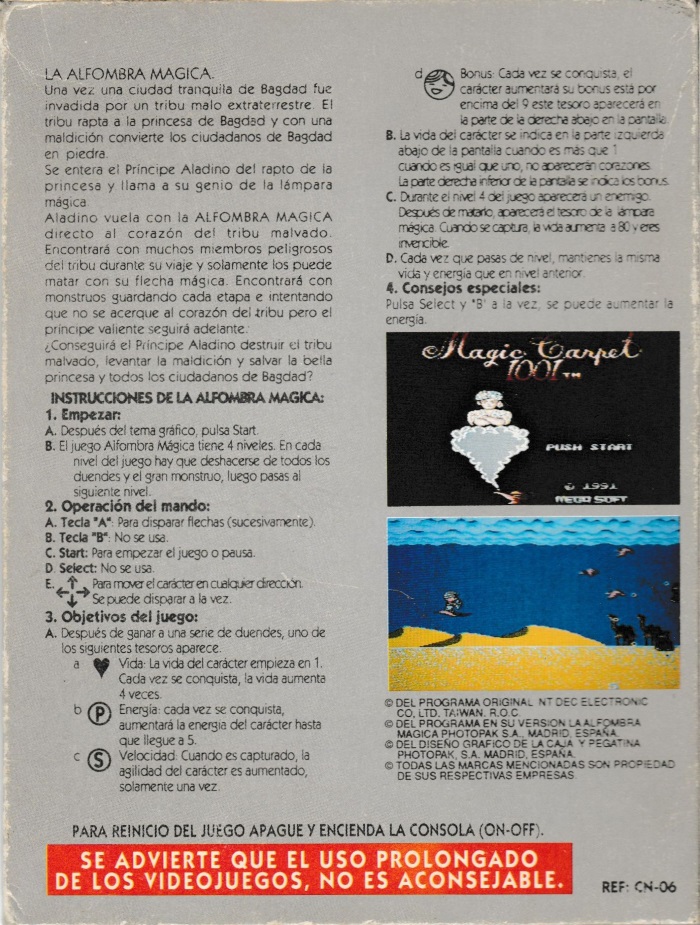 LA ALFOMBRA MAGICA.
Una vez una ciudad tranquila de Bagdad fue
invadida por un tribu malo extraterrestre. El
tribu rapta a la princesa de Bagdad y con una
maldición convierte los ciudadanos de Bagdad
en piedra.
Se entera el Príncipe Aladino del rapto de la
princesa y llama a su genio de la lámpara
mágica.
Aladino vuela con la ALFOMBRA MAGICA
directo al corazón del tribu malvado.
Encontrará con muchos miembros peligrosos
del tribu durante su viaje y solamente los puede
matar con su flecha mágica. Encontrará con
monstruos guardando cada etapa e intentando
que no se acerque al corazón del tribu pero el
príncipe valiente seguirá adelante.
¿Conseguirá el Príncipe Aladino destruir el tribu
malvado, levantar la maldición y salvar la bella
princesa y todos los ciudadanos de Bagdad?
INSTRUCCIONES DE LA ALFOMBRA MAGICA:
1. Empezar:
A. Después del tema gráfico, pulsa Start.
B. El juego Alfombra Mágica tiene 4 niveles. En cada
nivel del juego hay que deshacerse de todos los
duendes y el gran monstruo, luego pasas al
siguiente nivel.
2. Operación del mando:
A. Tecla "A": Para disparar flechas (sucesivamente).
B. Tecla "B": No se usa.
C. Start: Para empezar el juego o pausa.
D. Select: No se usa.
E. Para mover el carácter en cualquier dirección.
Se puede disparar a la vez.
3. Objetivos del juego:
A. Después de ganar a una serie de duendes, uno de
los siguientes tesoros aparece.
a Vida: La vida del carácter empieza en 1.
Cada vez se conquista, la vida aumenta
4 veces.
b P Energía: cada vez se conquista,
aumentará la energia del carácter hasta
que llegue a 5.
c S Velocidad: Cuando es capturado, la
agilidad del carácter es aumentado,
solamente una vez.
d Bonus: Cada vez se conquista, el
carácter aumentará su bonus está por
encima del 9 este tesoro aparecerá en
la parte de la derecha abajo en la pantalla.
B. La vida del carácter se indica en la parte izquierda
abajo de la pantalla cuando es más que 1
cuando es igual que uno, no aparecerán corazones.
La parte derecha inferior de la pantalla se indica los bonus.
C. Durante el nivel 4 del juego aparecerá un enemigo.
Después de matarlo, aparecerá el tesoro de la lámpara
mágica. Cuando se captura, la vida aumenta a 80 y eres
invencible.
D. Cada vez que pasas de nivel, mantienes la misma
vida y energía que en nivel anterior.
4. Consejos especiales:
Pulsa Select y "B" a la vez, se puede aumentar la
energía.
Magic Carpet
1001 TM
PUSH START
© 1991
MEGA SOFT
© DEL PROGRAMA ORIGINAL NT DEC ELECTRONIC
CO, LTD. TAIWAN. R.O.C.
© DEL PROGRAMA EN SU VERSION LA ALFOMBRA
MAGICA PHOTOPAK S.A., MADRID. ESPAÑA.
© DEL DISEÑO GRAFICO DE LA CAJA Y PEGATINA
PHOTOPAK, S.A. MADRID, ESPAÑA.
© TODAS LAS MARCAS MENCIONADAS SON PROPIEDAD
DE SUS RESPECTIVAS EMPRESAS.
PARA REINICIO DEL JUEGO APAGUE Y ENCIENDA LA CONSOLA (ON-OFF).
SE ADVIERTE QUE EL USO PROLONGADO
DE LOS VIDEOJUEGOS, NO ES ACONSEJABLE.
REF: CN-06